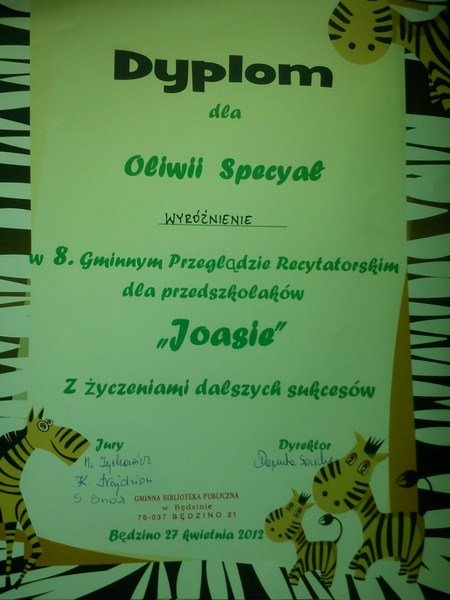 Dyplom
dla
Oliwii Specyał
WYRÓŻNIENIE
w 8. Gminnym Przeglądzie Recytatorskim
dla przedszkolaków
„Joasie”
Z życzeniami dalszych sukcesów
Jury Dyrektor
K.
S.
GMINNA BIBLIOTEKA PUBLICZNA
w Będzinie
76-037 BĘDZINO 21
Będzino 27 kwietnia 2012